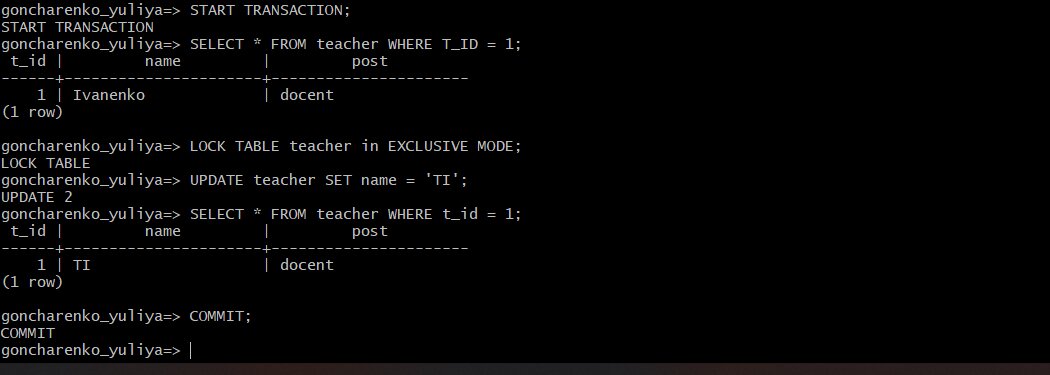 goncharenko_yuliya=> START TRANSACTION;
START TRANSACTION
goncharenko_yuliya=> SELECT * FROM teacher WHERE T_ID = 1;
 t_id |         name         |         post
------+----------------------+----------------------
    1 | Ivanenko             | docent
(1 row)

goncharenko_yuliya=> LOCK TABLE teacher in EXCLUSIVE MODE;
LOCK TABLE
goncharenko_yuliya=> UPDATE teacher SET name = 'TI';
UPDATE 2
goncharenko_yuliya=> SELECT * FROM teacher WHERE t_id = 1;
 t_id |         name         |         post
------+----------------------+----------------------
    1 | TI                   | docent
(1 row)

goncharenko_yuliya=> COMMIT;
COMMIT
goncharenko_yuliya=>